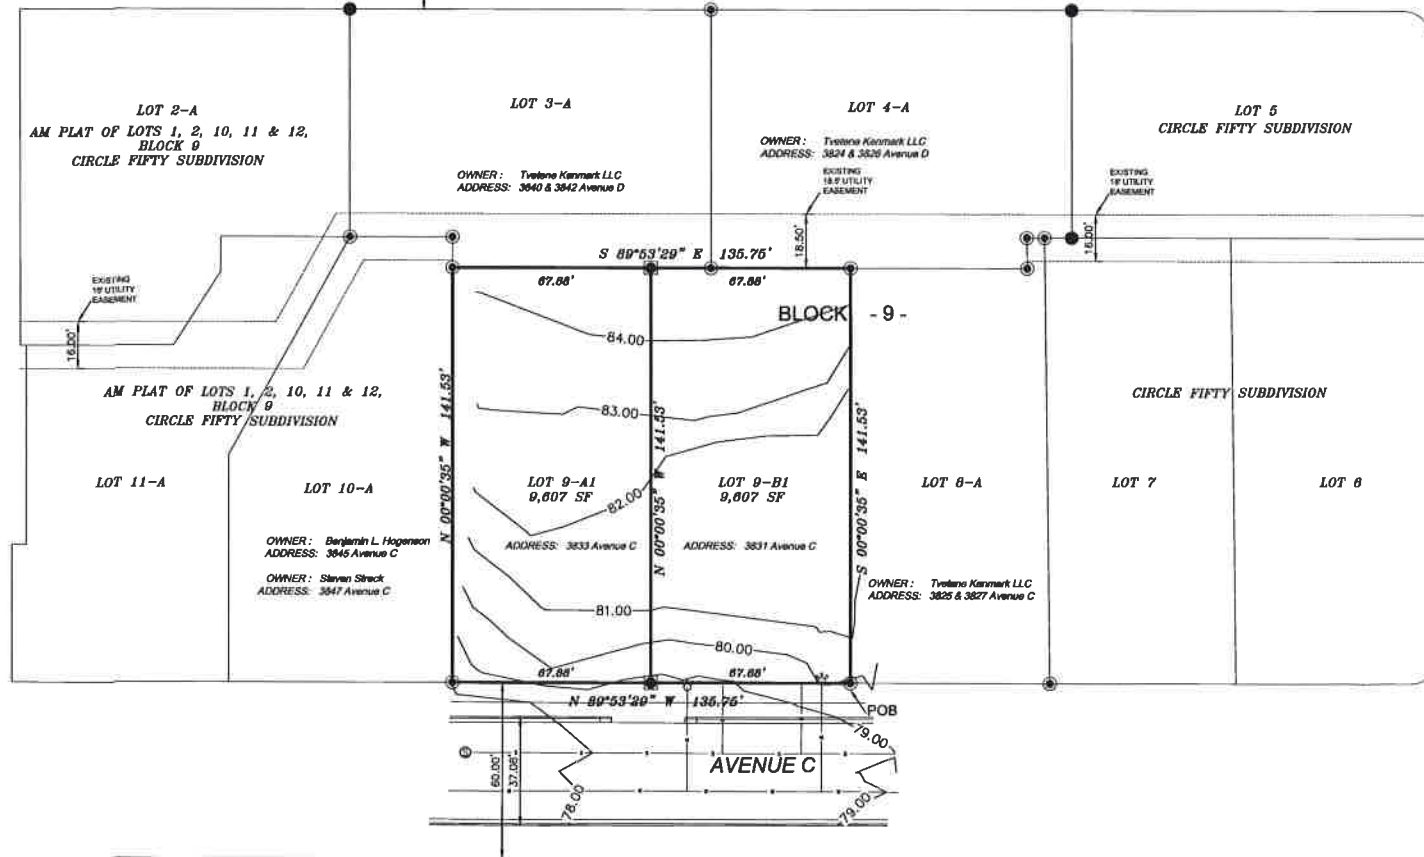 LOT 2-A
AM PLAT OF LOTS 1, 2, 10, 11 & 12,
BLOCK 9
CIRCLE FIFTY SUBDIVISION
LOT 3-A
OWNER : Tvetene Kenmark LLC
ADDRESS: 3840 & 3842 Avenue D
LOT 4-A
OWNER : Tvetene Kenmark LLC
ADDRESS: 3824 & 3826 Avenue D
EXISTING
18.5' UTILITY
EASEMENT
18.50'
LOT 5
CIRCLE FIFTY SUBDIVISION
EXISTING
16' UTILITY
EASEMENT
16.00'
S 89°53'29" E 135.75'
67.88'
67.88'
EXISTING
16' UTILITY
EASEMENT
16.00'
BLOCK - 9 -
84.00
83.00
82.00
81.00
80.00
AM PLAT OF LOTS 1, 2, 10, 11 & 12,
BLOCK 9
CIRCLE FIFTY SUBDIVISION
CIRCLE FIFTY SUBDIVISION
N 00°00'35" W 141.53'
N 00°00'35" W 141.53'
S 00°00'35" E 141.53'
LOT 11-A
LOT 10-A
OWNER : Benjamin L. Hogenson
ADDRESS: 3845 Avenue C
OWNER : Steven Streck
ADDRESS: 3847 Avenue C
LOT 9-A1
9,607 SF
ADDRESS: 3833 Avenue C
LOT 9-B1
9,607 SF
ADDRESS: 3831 Avenue C
LOT 8-A
OWNER : Tvetene Kenmark LLC
ADDRESS: 3825 & 3827 Avenue C
LOT 7
LOT 6
67.88'
67.88'
N 89°53'29" W 135.75'
POB
79.00
AVENUE C
60.00'
37.08'
78.00
79.00